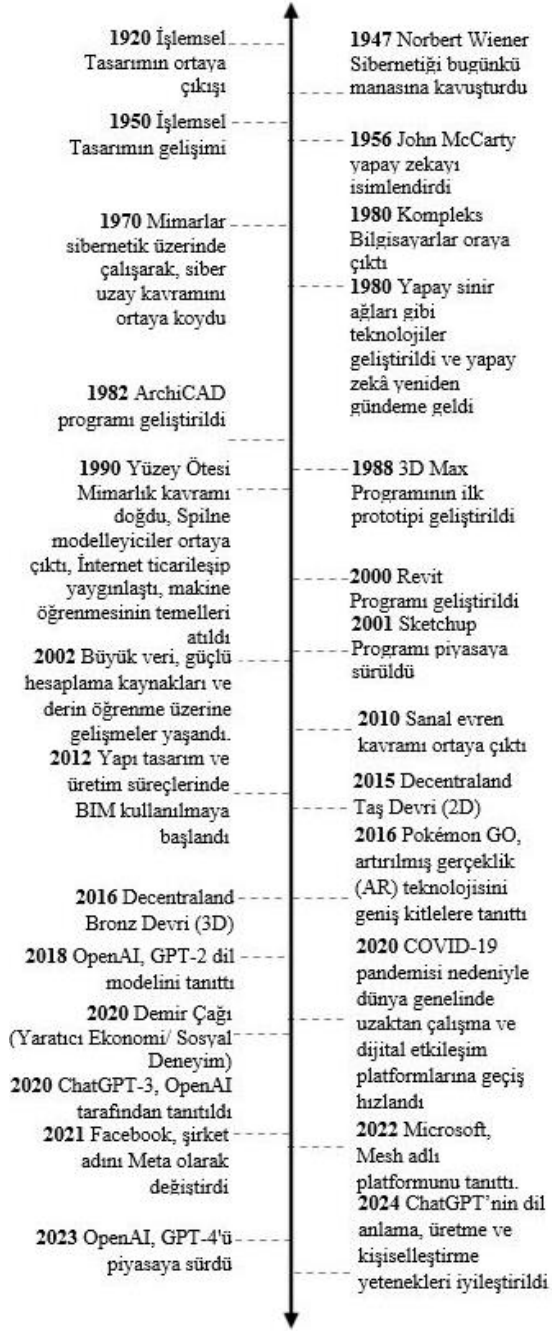 1920 İşlemsel
Tasarımın ortaya
çıkışı
1950 İşlemsel
Tasarımın gelişimi
1970 Mimarlar
sibernetik üzerinde
çalışarak, siber
uzay kavramını
ortaya koydu
1982 ArchiCAD
programı geliştirildi
1990 Yüzey Ötesi
Mimarlık kavramı
doğdu, Spilne
modelleyiciler ortaya
çıktı, İnternet ticarileşip
yaygınlaştı, makine
öğrenmesinin temelleri
atıldı
2002 Büyük veri, güçlü
hesaplama kaynakları ve
derin öğrenme üzerine
gelişmeler yaşandı.
2012 Yapı tasarım ve
üretim süreçlerinde
BIM kullanılmaya
başlandı
2016 Decentraland
Bronz Devri (3D)
2018 OpenAI, GPT-2 dil
modelini tanıttı
2020 Demir Çağı
(Yaratıcı Ekonomi/ Sosyal
Deneyim)
2020 ChatGPT-3, OpenAI
tarafından tanıtıldı
2021 Facebook, şirket
adını Meta olarak
değiştirdi
2023 OpenAI, GPT-4'ü
piyasaya sürdü
1947 Norbert Wiener
Sibernetiği bugünkü
manasına kavuşturdu
1956 John McCarty
yapay zekayı
isimlendirdi
1980 Kompleks
Bilgisayarlar oraya
çıktı
1980 Yapay sinir
ağları gibi
teknolojiler
geliştirildi ve yapay
zekâ yeniden
gündeme geldi
1988 3D Max
Programının ilk
prototipi geliştirildi
2000 Revit
Programı geliştirildi
2001 Sketchup
Programı piyasaya
sürüldü
2010 Sanal evren
kavramı ortaya çıktı
2015 Decentraland
Taş Devri (2D)
2016 Pokémon GO,
artırılmış gerçeklik
(AR) teknolojisini
geniş kitlelere tanıttı
2020 COVID-19
pandemisi nedeniyle
dünya genelinde
uzaktan çalışma ve
dijital etkileşim
platformlarına geçiş
hızlandı
2022 Microsoft,
Mesh adlı
platformunu tanıttı.
2024 ChatGPT’nin dil
anlama, üretme ve
kişiselleştirme
yetenekleri iyileştirildi